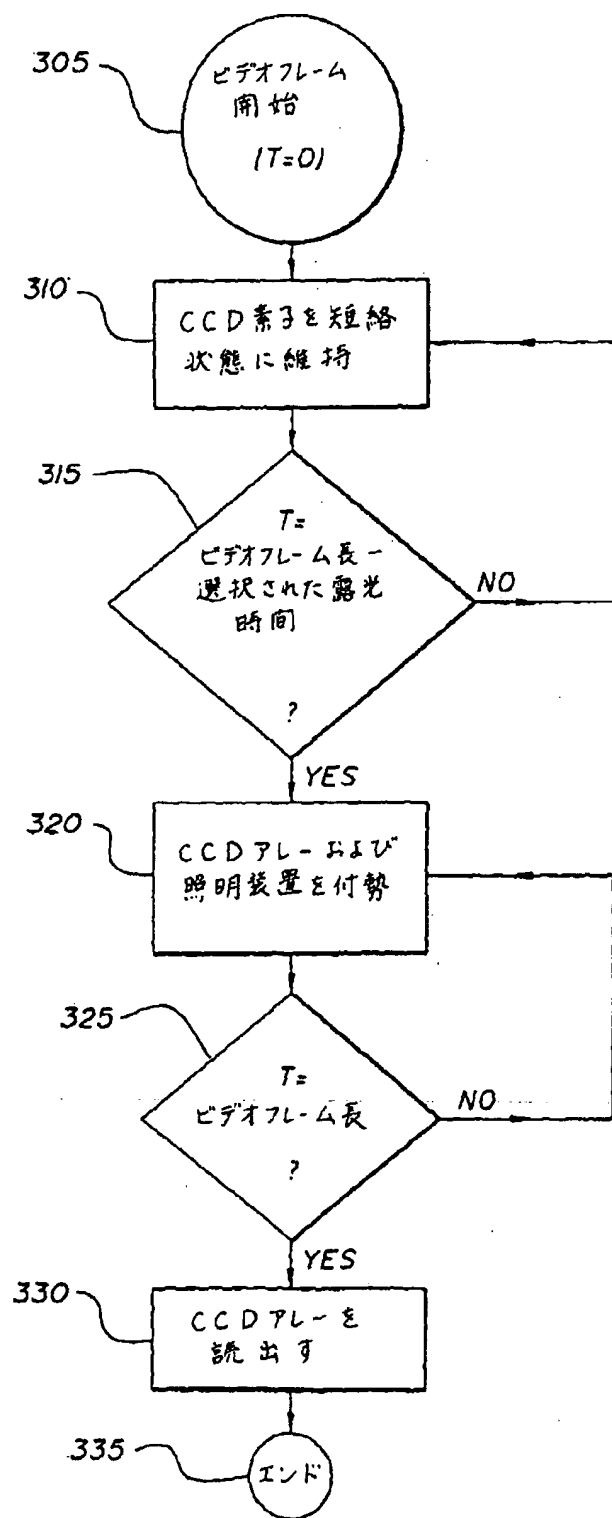 305
ビデオフレーム
開始
(T=0)
310
CCD素子を短絡
状態に維持
315
T=
ビデオフレーム長－
選択された露光
時間
?
NO
YES
320
CCDアレーおよび
照明装置を付勢
325
T=
ビデオフレーム長
?
NO
YES
330
CCDアレーを
読出す
335
エンド